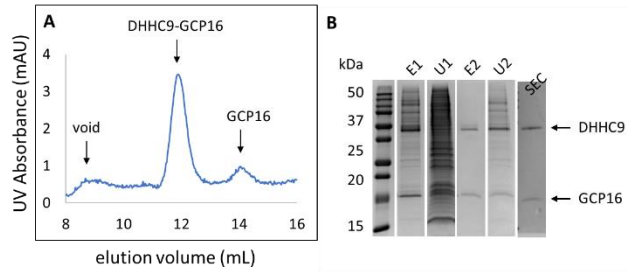 A
DHHC9-GCP16
void
GCP16
UV Absorbance (mAU)
4
3
2
1
0
8 10 12 14 16
elution volume (mL)
B
kDa
E1 U1 E2 U2 SEC
50
37
25
20
15
DHHC9
GCP16